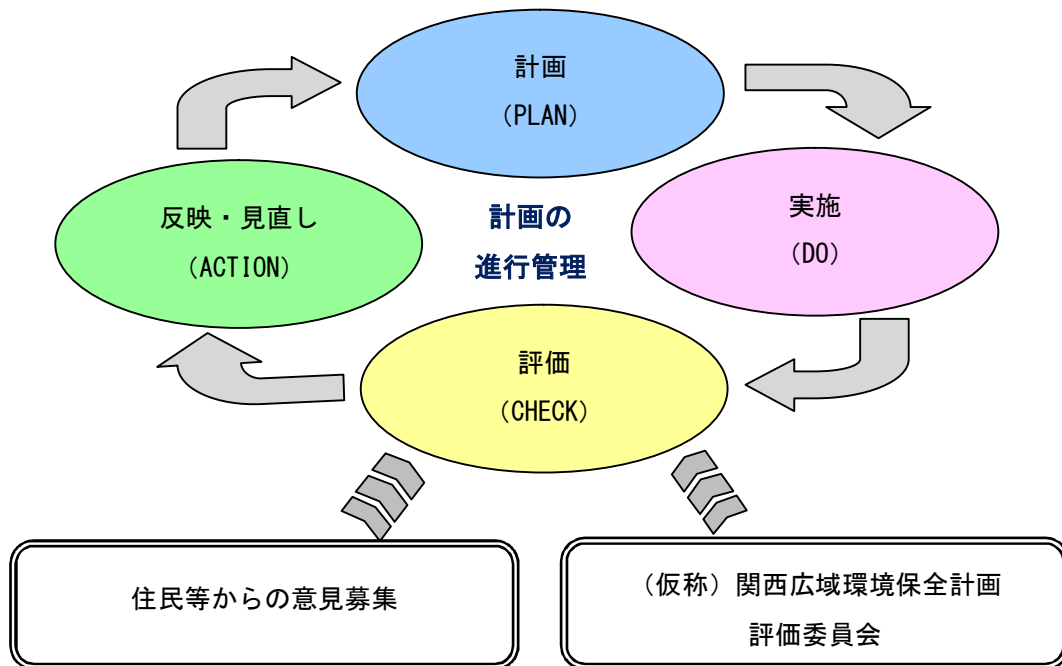 計画
（PLAN）
反映・見直し
（ACTION）
計画の
進行管理
実施
（DO）
評価
（CHECK）
住民等からの意見募集
（仮称）関西広域環境保全計画
評価委員会